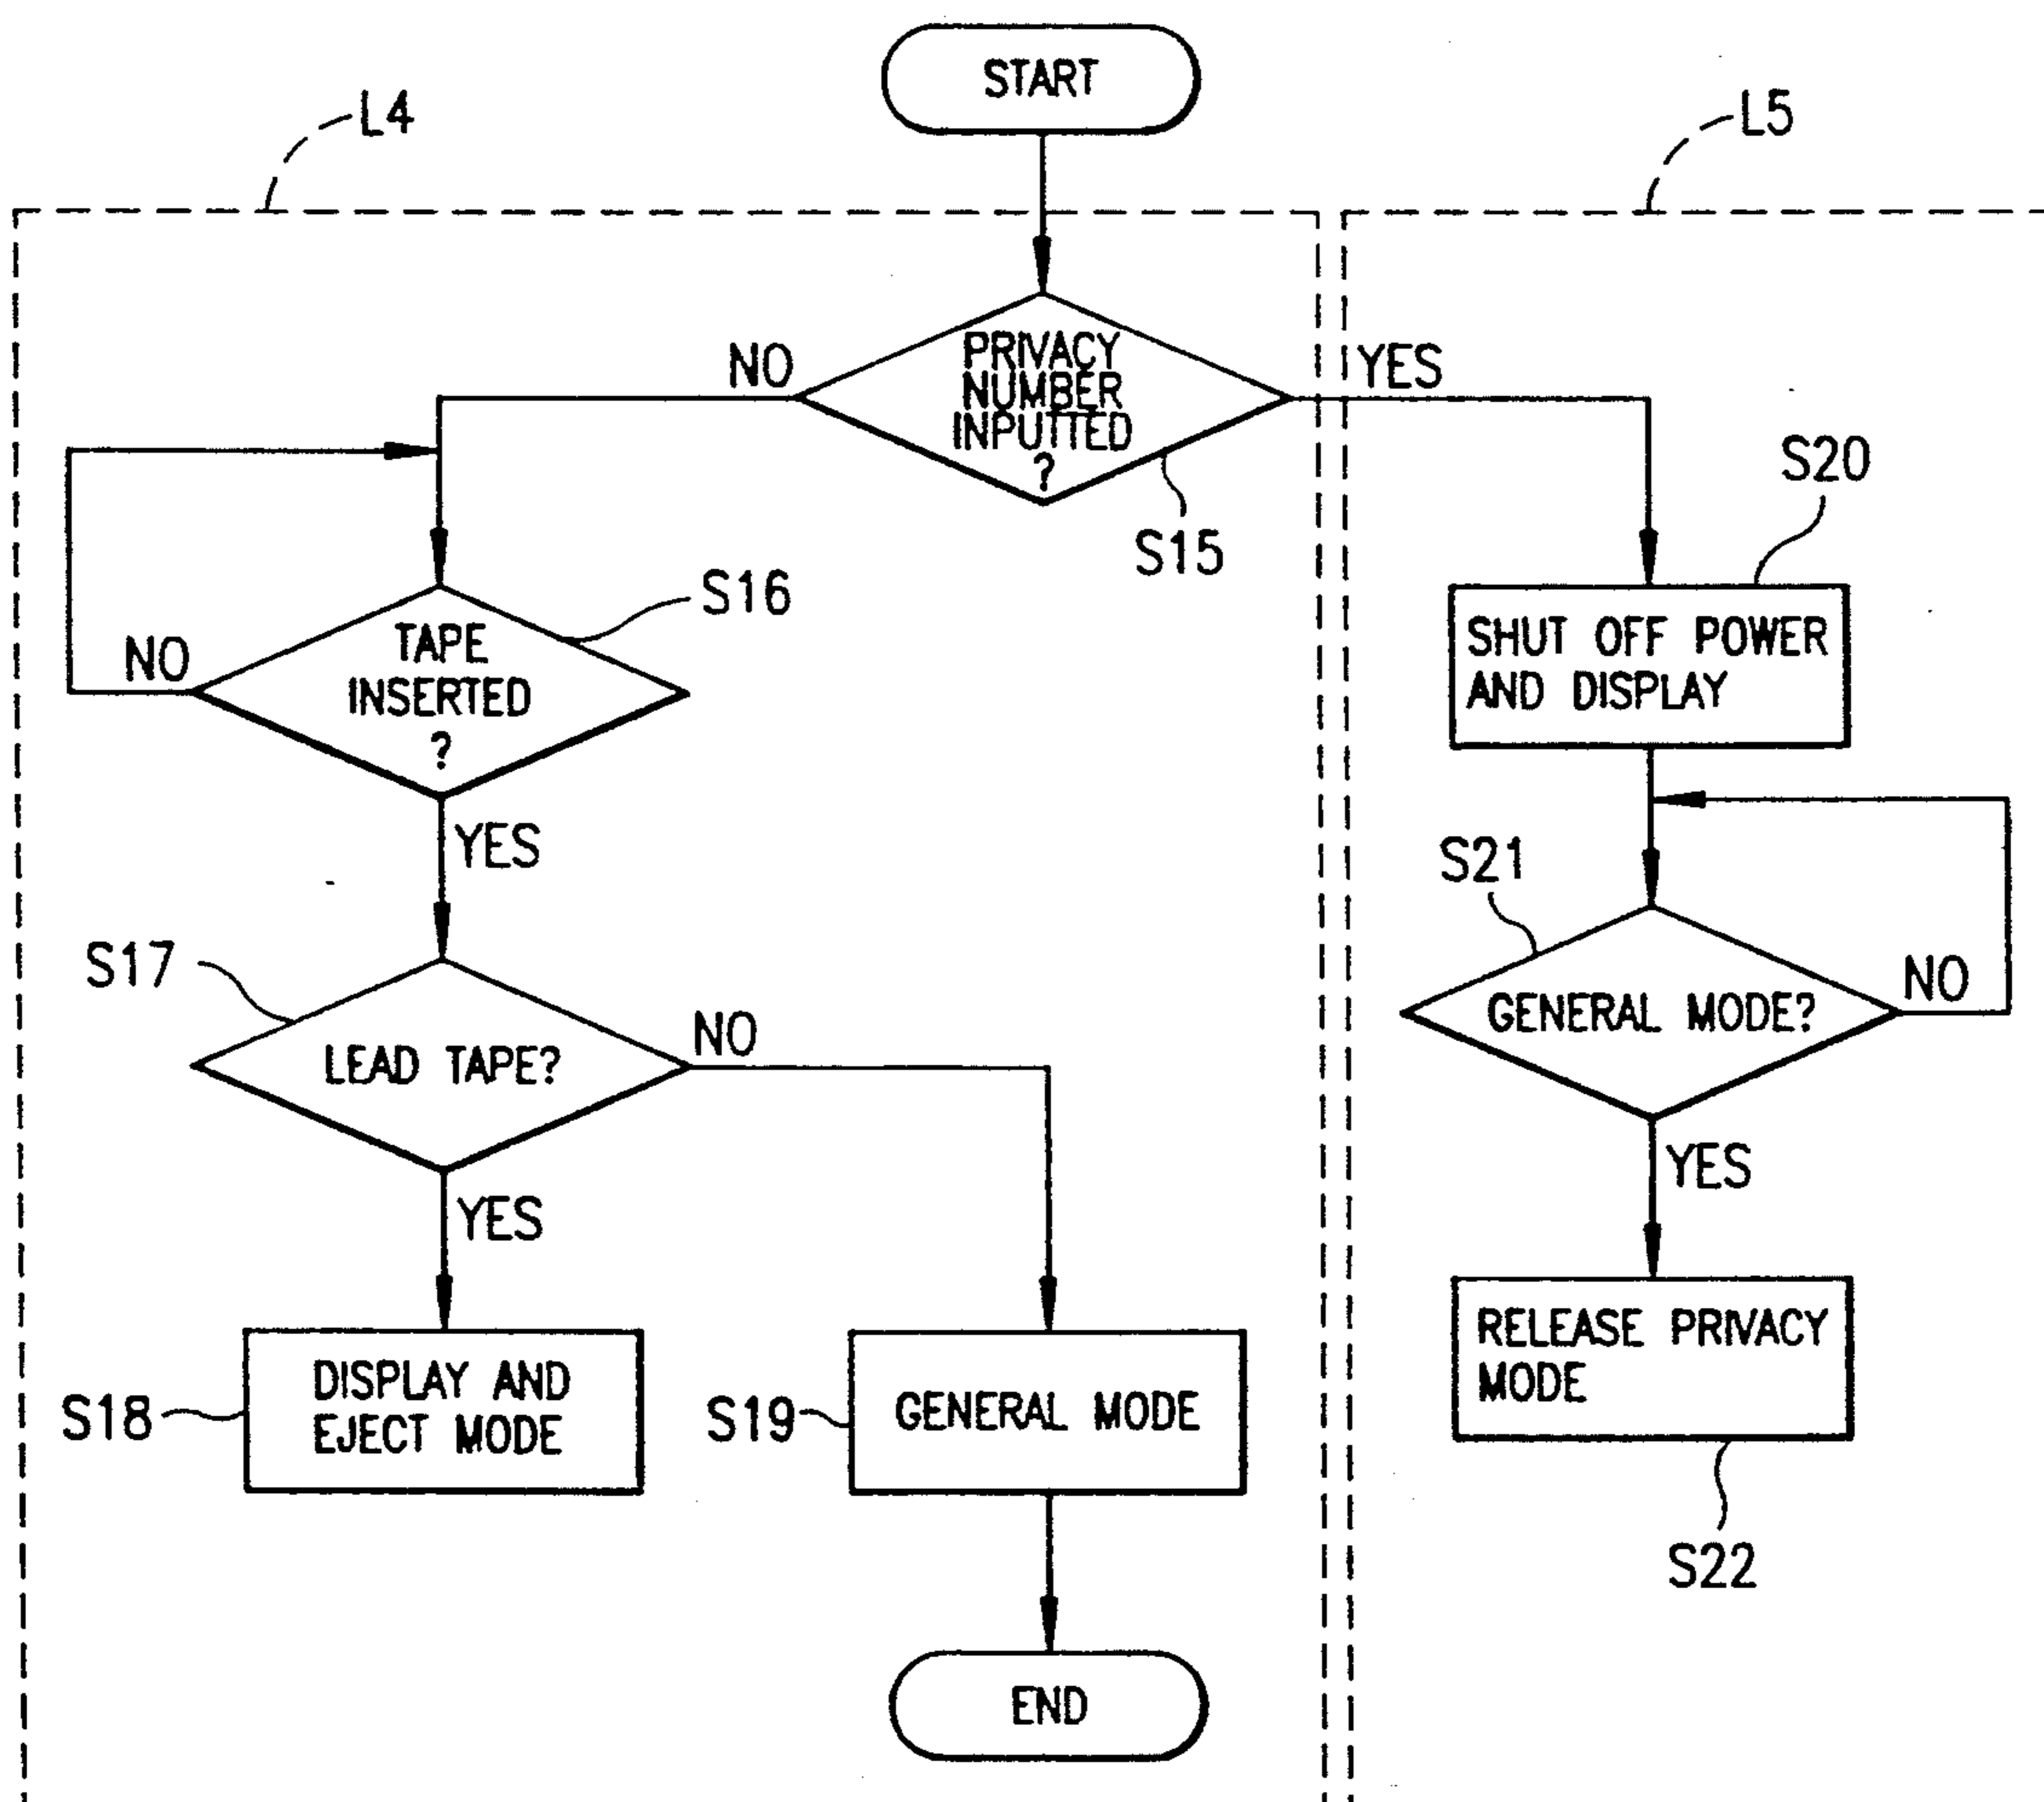 START
L4
L5
PRIVACY
NUMBER
INPUTTED
?
NO
YES
S15
S20
SHUT OFF POWER
AND DISPLAY
S16
TAPE
INSERTED
?
NO
YES
S21
GENERAL MODE?
NO
YES
S17
LEAD TAPE?
NO
YES
RELEASE PRIVACY
MODE
S22
S18
DISPLAY AND
EJECT MODE
S19
GENERAL MODE
END